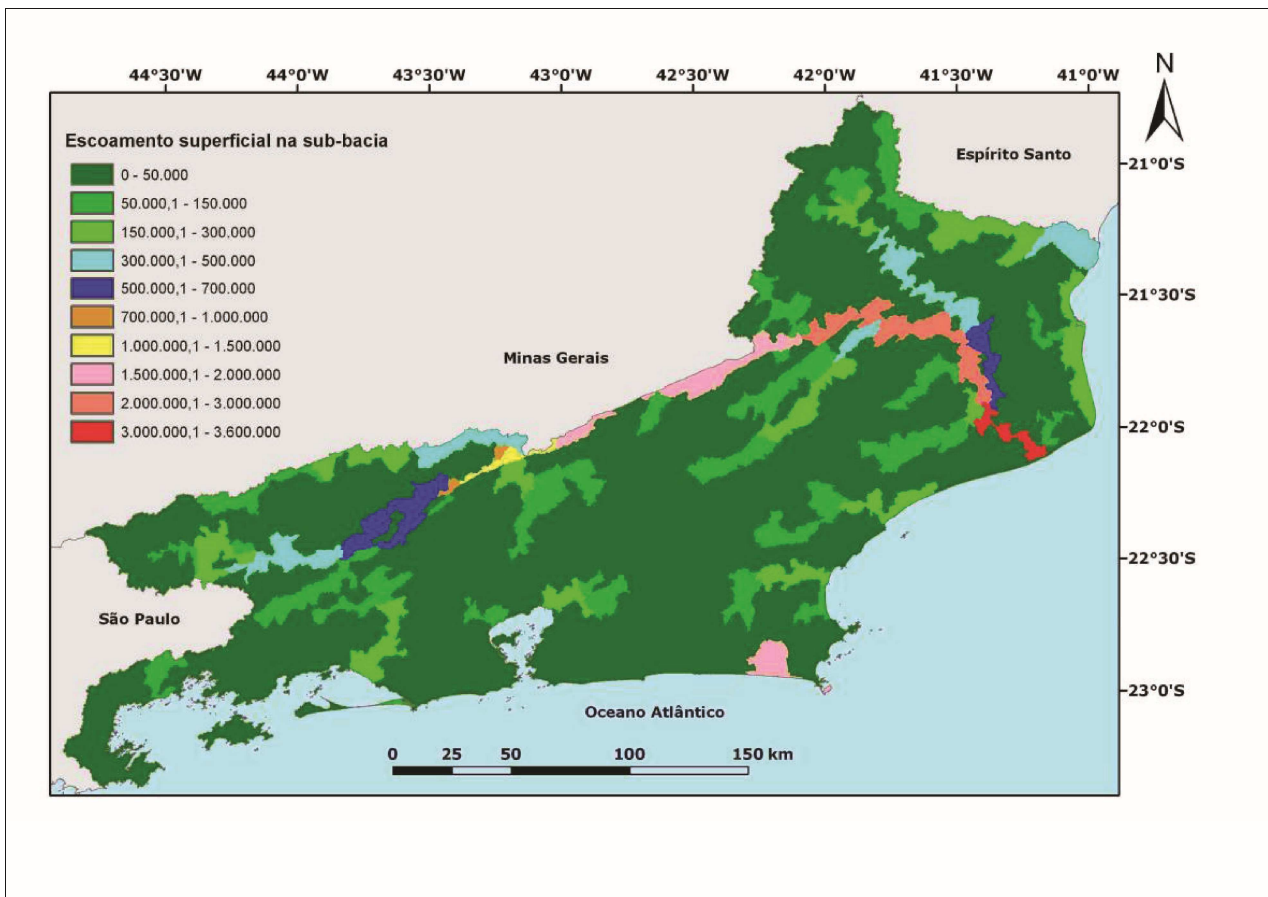 44°30'W 44°0'W 43°30'W 43°0'W 42°30'W 42°0'W 41°30'W 41°0'W
N
Escoamento superficial na sub-bacia
0 - 50.000
50.000,1 - 150.000
150.000,1 - 300.000
300.000,1 - 500.000
500.000,1 - 700.000
700.000,1 - 1.000.000
1.000.000,1 - 1.500.000
1.500.000,1 - 2.000.000
2.000.000,1 - 3.000.000
3.000.000,1 - 3.600.000
Espírito Santo
Minas Gerais
São Paulo
Oceano Atlântico
21°0'S
21°30'S
22°0'S
22°30'S
23°0'S
0 25 50 100 150 km